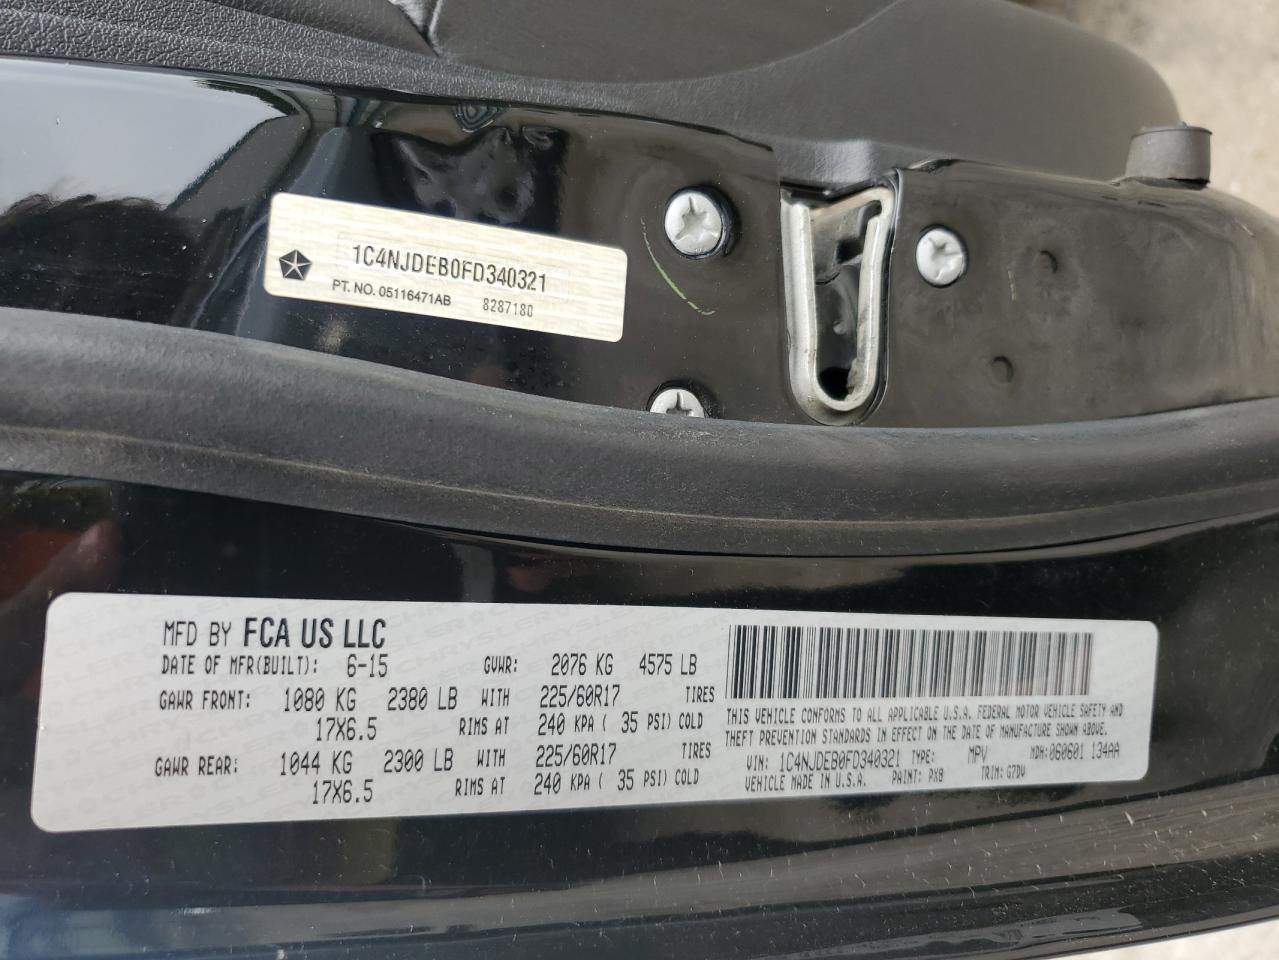 1C4NJDEB0FD340321
PT. NO. 05116471AB 8287180
MFD BY FCA US LLC
DATE OF MFR(BUILT): 6-15 GVWR: 2076 KG 4575 LB
GAWR FRONT: 1080 KG 2380 LB WITH 225/60R17 TIRES
17X6.5 RIMS AT 240 KPA ( 35 PSI) COLD
GAWR REAR: 1044 KG 2300 LB WITH 225/60R17 TIRES
17X6.5 RIMS AT 240 KPA ( 35 PSI) COLD
THIS VEHICLE CONFORMS TO ALL APPLICABLE U.S.A. FEDERAL MOTOR VEHICLE SAFETY AND
THEFT PREVENTION STANDARDS IN EFFECT ON THE DATE OF MANUFACTURE SHOWN ABOVE.
VIN: 1C4NJDEB0FD340321 TYPE: MPV MDH: 060601 134AA
VEHICLE MADE IN U.S.A. PAINT: PX8 TRIM: G7DV